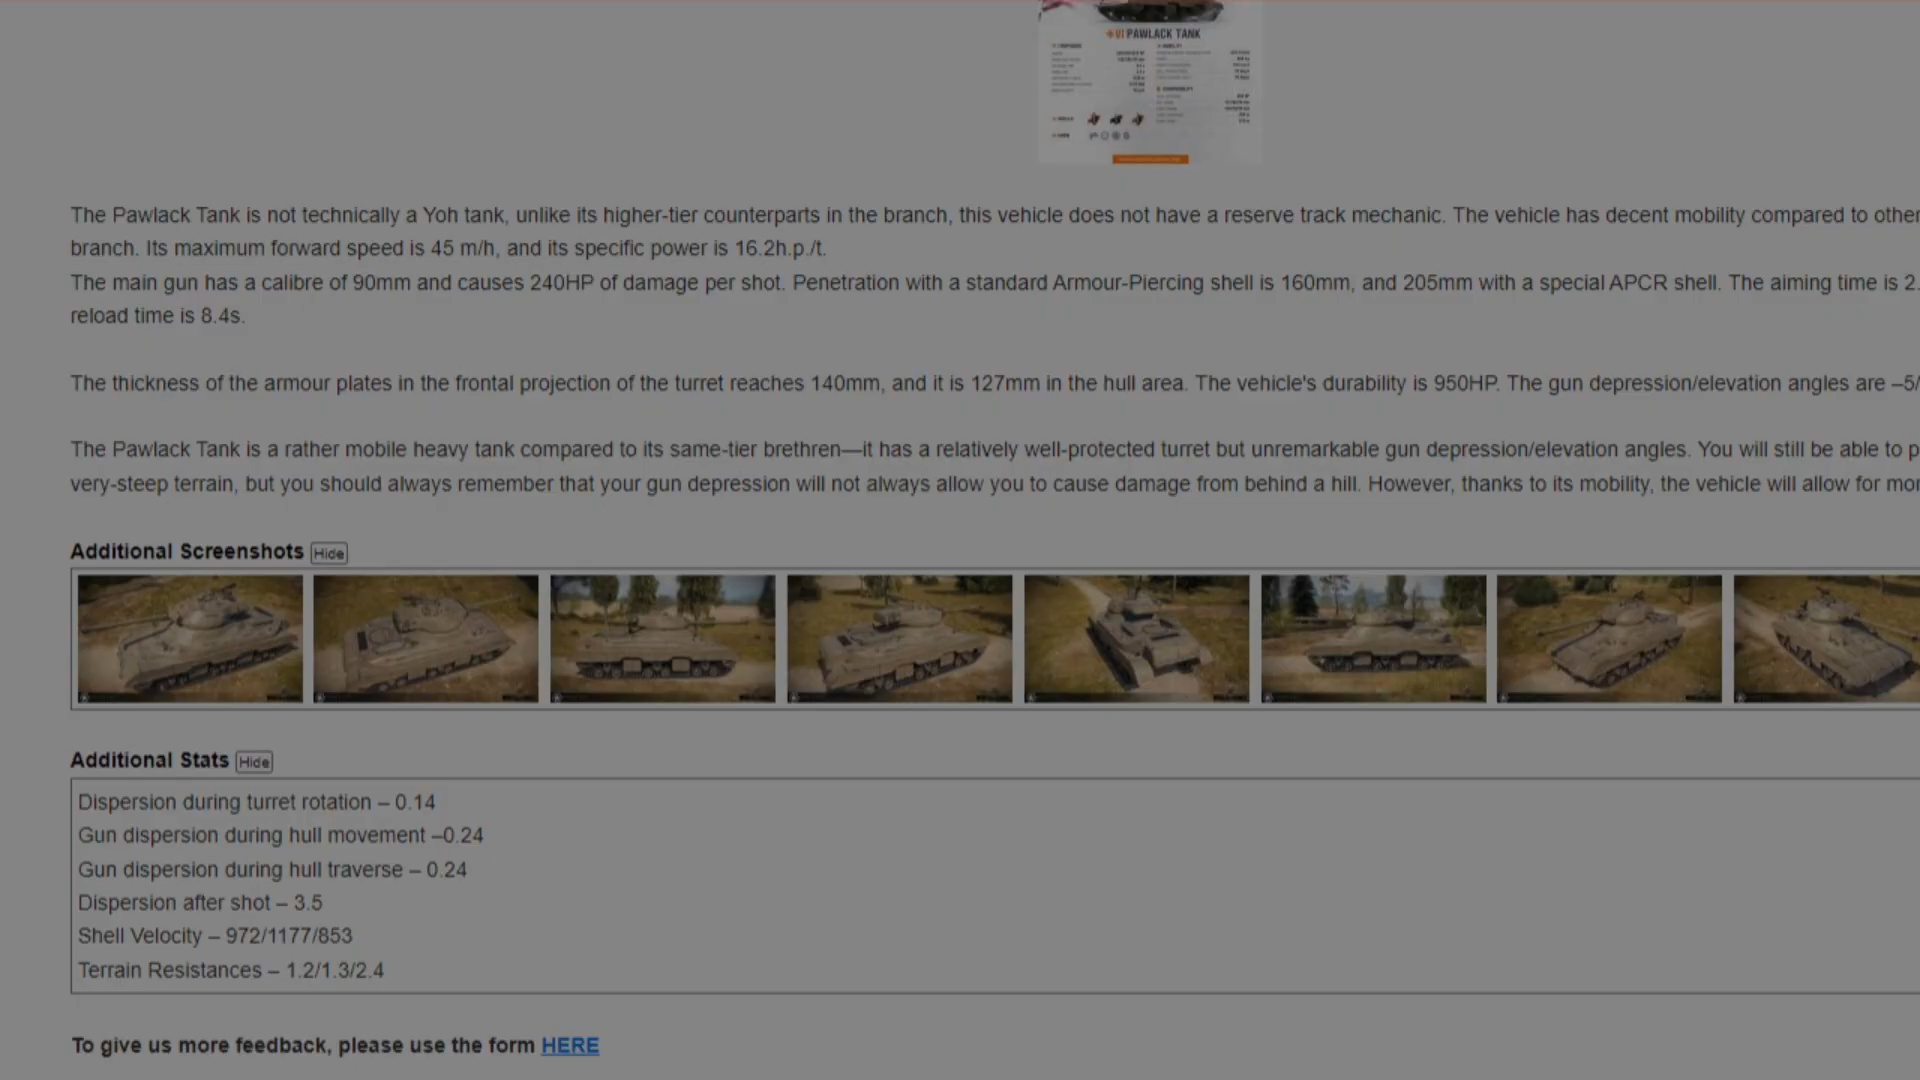 VI PAWLACK TANK
The Pawlack Tank is not technically a Yoh tank, unlike its higher-tier counterparts in the branch, this vehicle does not have a reserve track mechanic. The vehicle has decent mobility compared to other
branch. Its maximum forward speed is 45 m/h, and its specific power is 16.2h.p./t.
The main gun has a calibre of 90mm and causes 240HP of damage per shot. Penetration with a standard Armour-Piercing shell is 160mm, and 205mm with a special APCR shell. The aiming time is 2.
reload time is 8.4s.
The thickness of the armour plates in the frontal projection of the turret reaches 140mm, and it is 127mm in the hull area. The vehicle's durability is 950HP. The gun depression/elevation angles are –5/
The Pawlack Tank is a rather mobile heavy tank compared to its same-tier brethren—it has a relatively well-protected turret but unremarkable gun depression/elevation angles. You will still be able to p
very-steep terrain, but you should always remember that your gun depression will not always allow you to cause damage from behind a hill. However, thanks to its mobility, the vehicle will allow for mor
Additional Screenshots Hide
Additional Stats Hide
Dispersion during turret rotation – 0.14
Gun dispersion during hull movement –0.24
Gun dispersion during hull traverse – 0.24
Dispersion after shot – 3.5
Shell Velocity – 972/1177/853
Terrain Resistances – 1.2/1.3/2.4
To give us more feedback, please use the form HERE